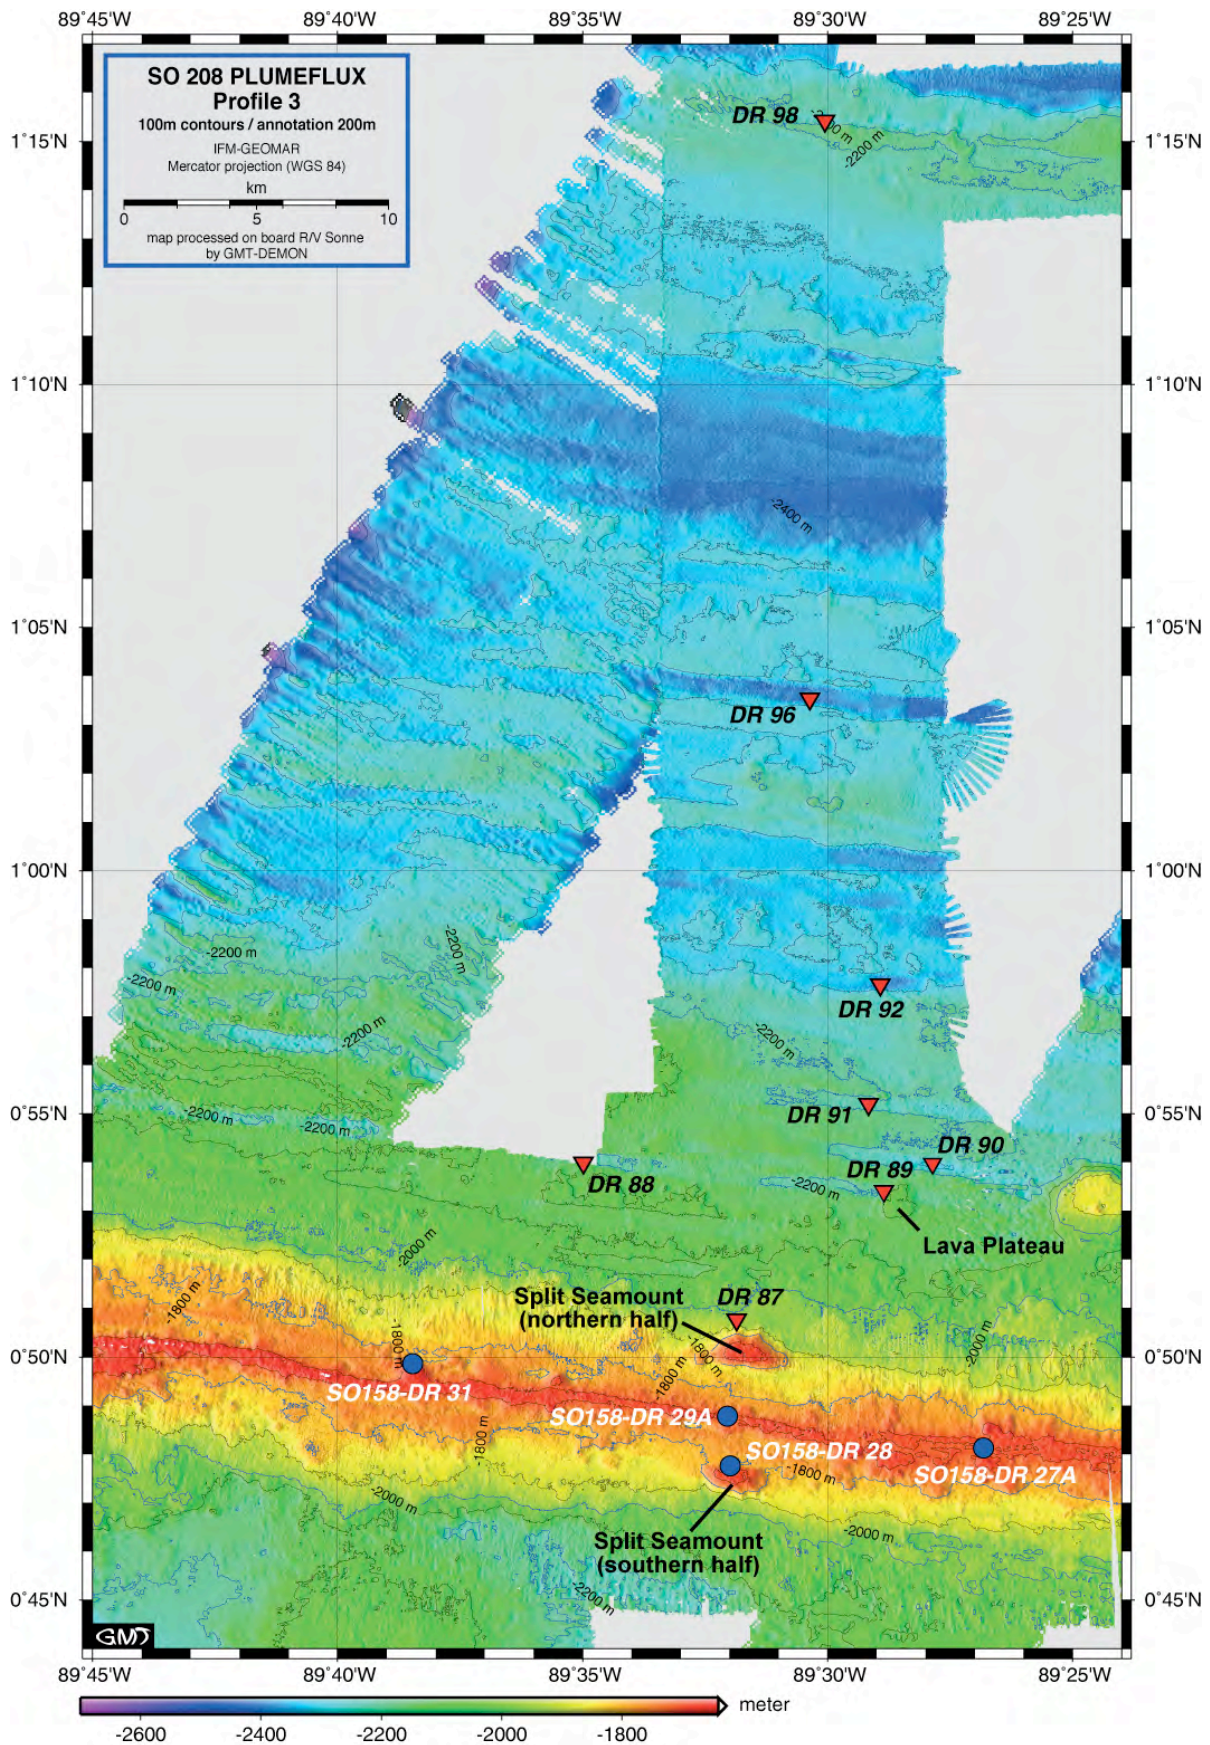 89°45'W 89°40'W 89°35'W 89°30'W 89°25'W
SO 208 PLUMEFLUX
Profile 3
100m contours / annotation 200m
IFM-GEOMAR
Mercator projection (WGS 84)
km
0 5 10
map processed on board R/V Sonne
by GMT-DEMON
DR 98
-2200 m
1°15'N 1°15'N
1°10'N 1°10'N
-2400 m
1°05'N 1°05'N
DR 96
1°00'N 1°00'N
-2200 m
-2200 m
-2200 m
DR 92
-2200 m
-2200 m
DR 91
-2200 m
-2200 m
0°55'N 0°55'N
DR 90
DR 89
DR 88
-2200 m
Lava Plateau
-2000 m
-1800 m
Split Seamount
(northern half)
DR 87
-1800 m
-1800 m
-1800 m
-2000 m
0°50'N 0°50'N
SO158-DR 31
SO158-DR 29A
-1800 m
SO158-DR 28
-1800 m
SO158-DR 27A
-2000 m
-2000 m
Split Seamount
(southern half)
-2200 m
0°45'N 0°45'N
GMT
89°45'W 89°40'W 89°35'W 89°30'W 89°25'W
meter
-2600 -2400 -2200 -2000 -1800